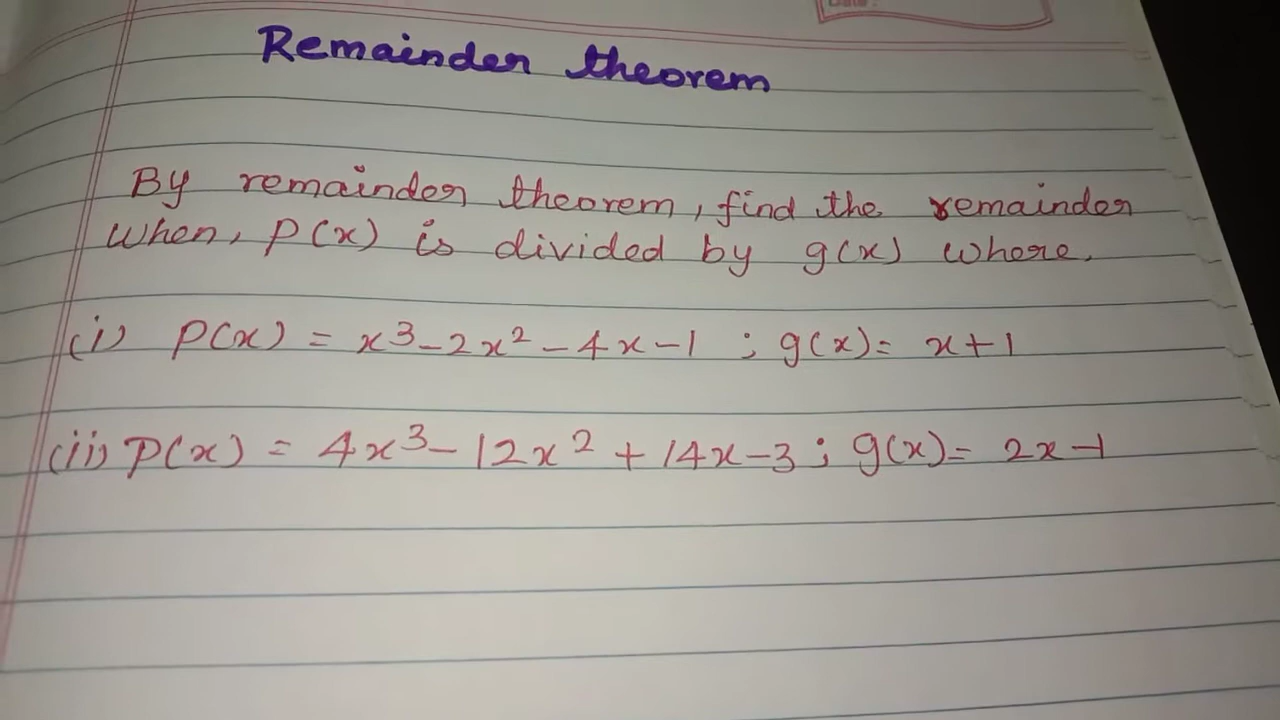 Remainder theorem
By remainder theorem, find the remainder
when, p(x) is divided by g(x) where.
(i) P(x) = x³-2x²-4x-1 ; g(x)= x+1
(ii) P(x) = 4x³-12x²+14x-3 ; g(x)= 2x-1